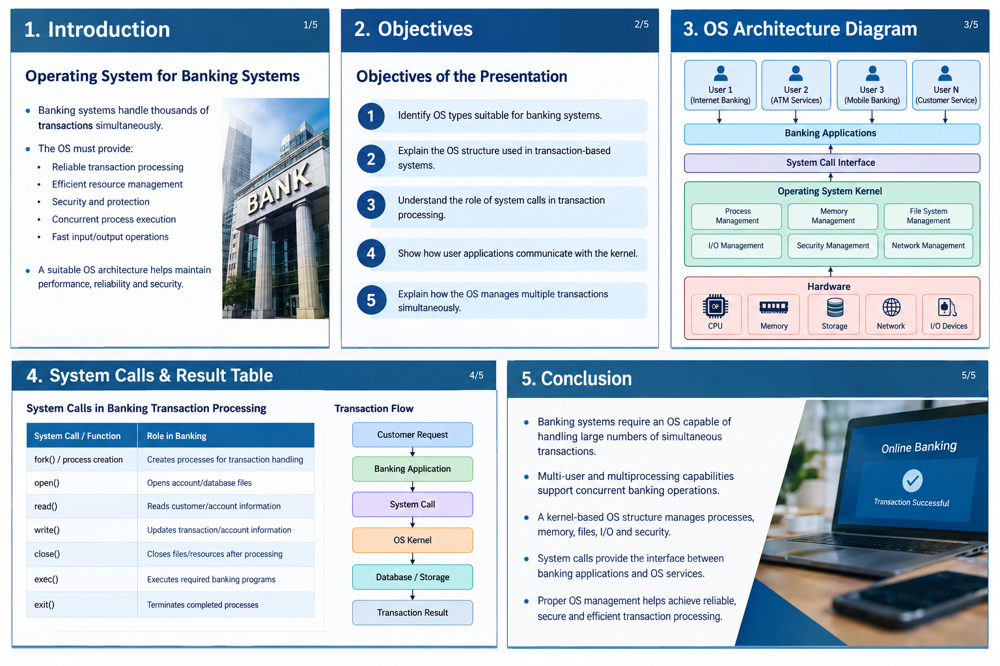 1. Introduction
1/5
Operating System for Banking Systems
• Banking systems handle thousands of
transactions simultaneously.
• The OS must provide:
• Reliable transaction processing
• Efficient resource management
• Security and protection
• Concurrent process execution
• Fast input/output operations
• A suitable OS architecture helps maintain
performance, reliability and security.
BANK
2. Objectives
2/5
Objectives of the Presentation
1 Identify OS types suitable for banking systems.
2 Explain the OS structure used in transaction-based
systems.
3 Understand the role of system calls in transaction
processing.
4 Show how user applications communicate with the kernel.
5 Explain how the OS manages multiple transactions
simultaneously.
3. OS Architecture Diagram
3/5
User 1
(Internet Banking)
User 2
(ATM Services)
User 3
(Mobile Banking)
User N
(Customer Service)
Banking Applications
System Call Interface
Operating System Kernel
Process
Management
Memory
Management
File System
Management
I/O Management
Security Management
Network Management
Hardware
CPU
Memory
Storage
Network
I/O Devices
4. System Calls & Result Table
4/5
System Calls in Banking Transaction Processing
System Call / Function Role in Banking
fork() / process creation Creates processes for transaction handling
open() Opens account/database files
read() Reads customer/account information
write() Updates transaction/account information
close() Closes files/resources after processing
exec() Executes required banking programs
exit() Terminates completed processes
Transaction Flow
Customer Request
Banking Application
System Call
OS Kernel
Database / Storage
Transaction Result
5. Conclusion
5/5
• Banking systems require an OS capable of
handling large numbers of simultaneous
transactions.
• Multi-user and multiprocessing capabilities
support concurrent banking operations.
• A kernel-based OS structure manages processes,
memory, files, I/O and security.
• System calls provide the interface between
banking applications and OS services.
• Proper OS management helps achieve reliable,
secure and efficient transaction processing.
Online Banking
Transaction Successful